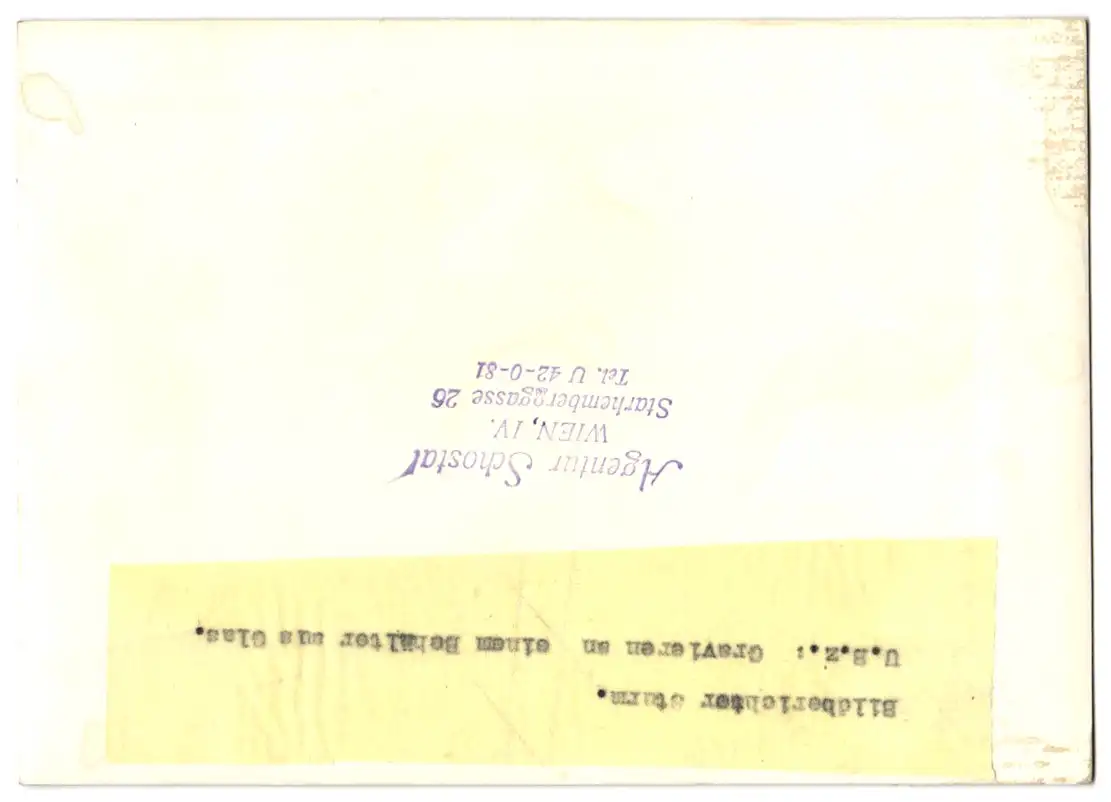 Bildberichter Sturm.
U.B.z.: Gravieren an einem Behälter aus Glas.
Agentur Schostal
WIEN, IV.
Starhemberggasse 26
Tel. U 42-0-81